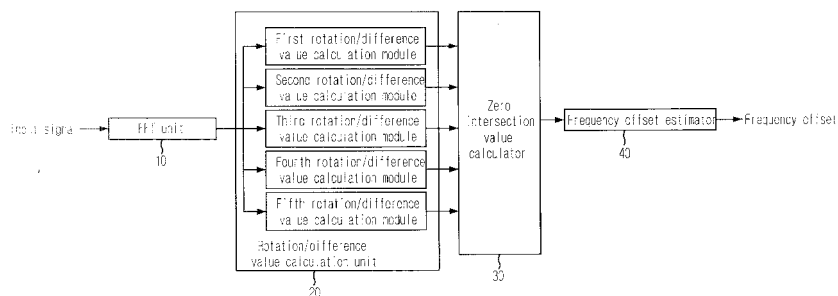 First rotation/difference
value calculation module
Second rotation/difference
value calculation module
Third rotation/difference
value calculation module
Fourth rotation/difference
value calculation module
Fifth rotation/difference
value calculation module
Rotation/difference
value calculation unit
20
Input signal
FFT unit
10
Zero
intersection
value
calculator
30
Frequency offset estimator
40
Frequency offset